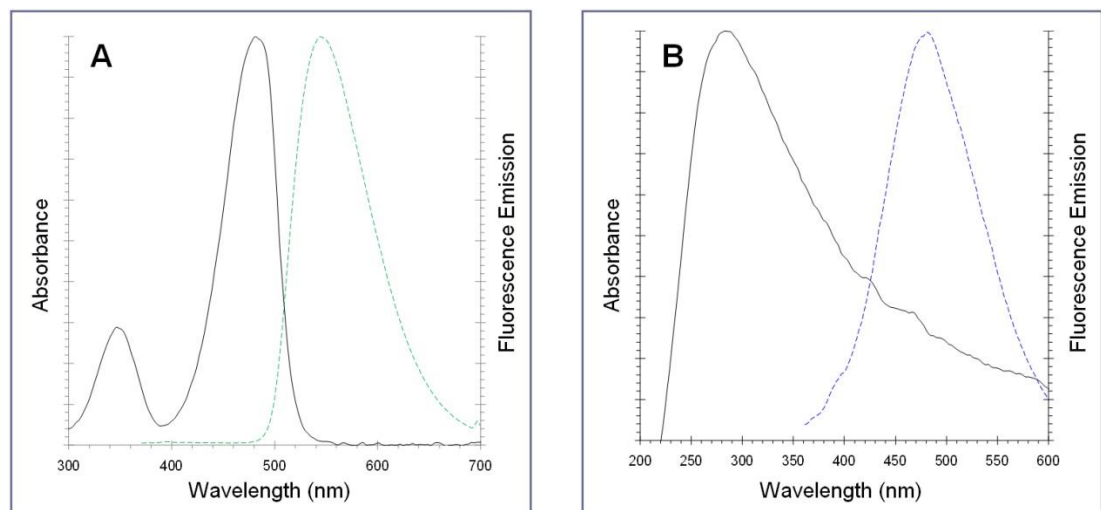 A
Absorbance
Fluorescence Emission
300 400 500 600 700
Wavelength (nm)
B
Absorbance
Fluorescence Emission
200 250 300 350 400 450 500 550 600
Wavelength (nm)